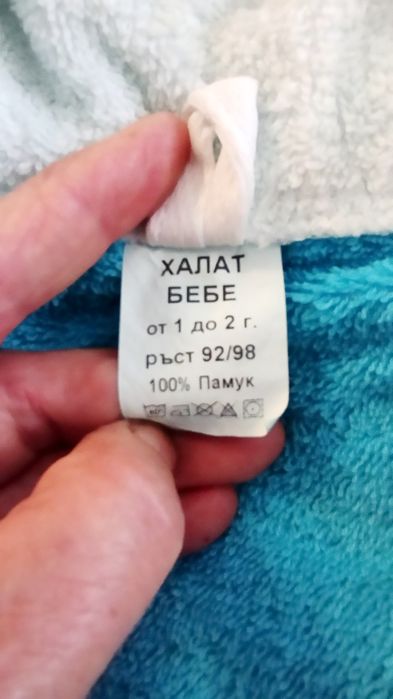 ХАЛАТ
БЕБЕ
от 1 до 2 г.
ръст 92/98
100% Памук